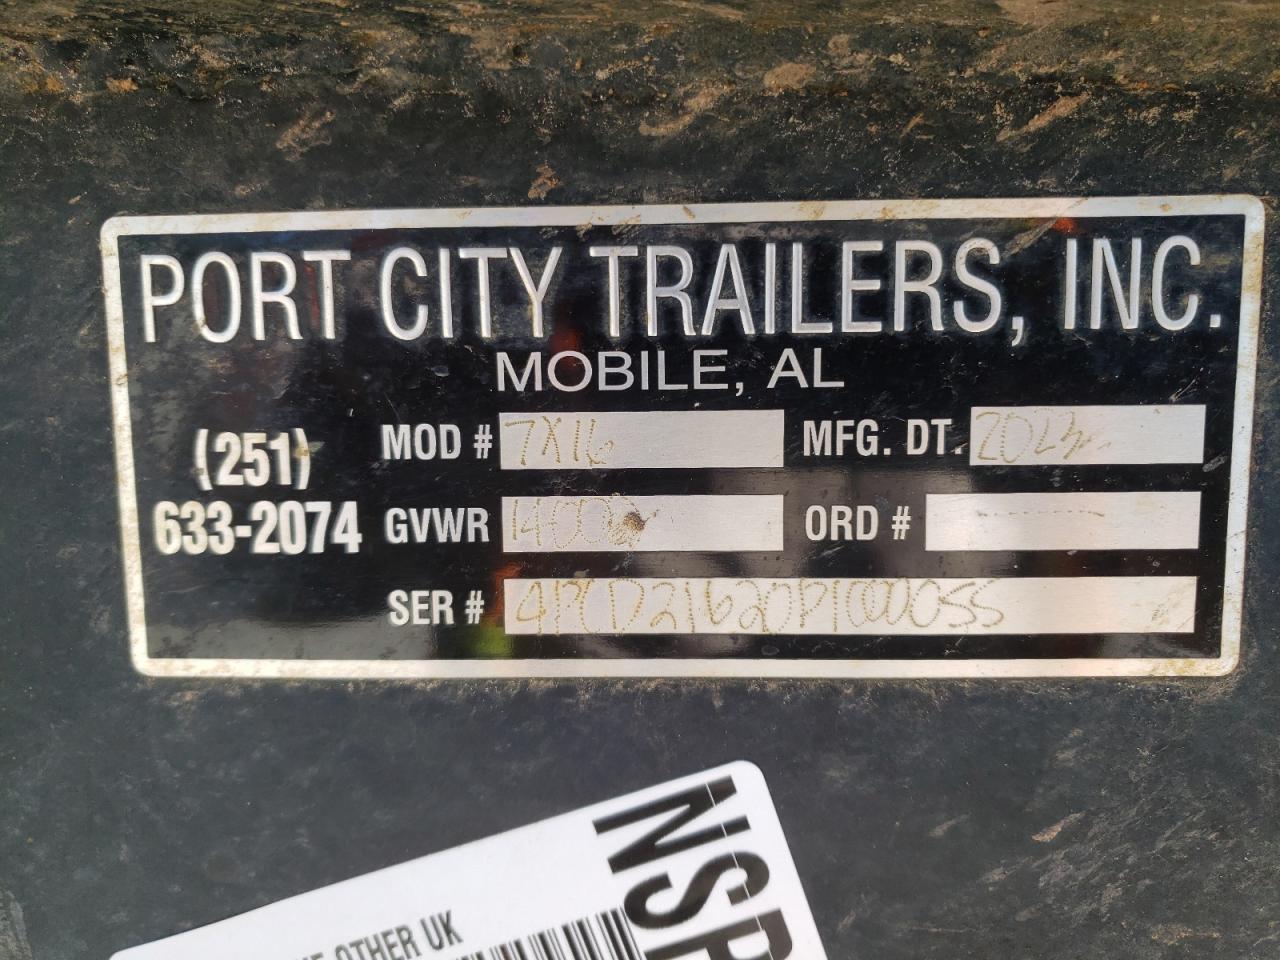 PORT CITY TRAILERS, INC.
MOBILE, AL
(251)
633-2074
MOD # 7X16
MFG. DT. 2023
GVWR 14000
ORD # ----------
SER # 4PCD21620P1000055
NSP
OTHER UK